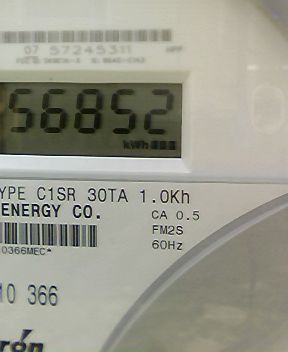 07 57245311
56852
kWh
YPE C1SR 30TA 1.0Kh
ENERGY CO.
CA 0.5
FM2S
60Hz
0366MEC*
10 366
rón